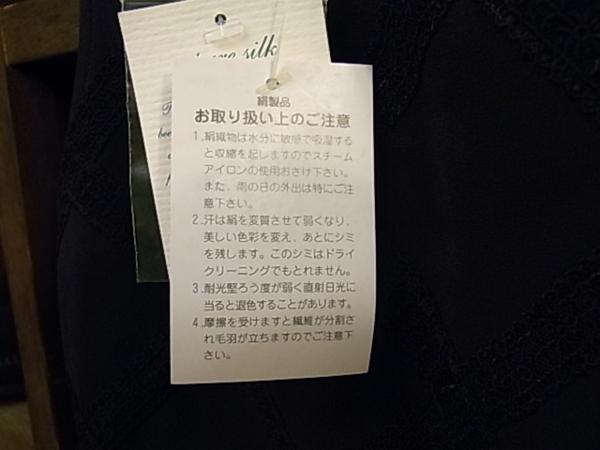 silk
絹製品
お取り扱い上のご注意
1.絹織物は水分に敏感で吸湿する
と収縮を起しますのでスチーム
アイロンの使用おさけ下さい。
また、雨の日の外出は特にご注
意下さい。
2.汗は絹を変質させて弱くなり、
美しい色彩を変え、あとにシミ
を残します。このシミはドライ
クリーニングでもとれません。
3.耐光堅ろう度が弱く直射日光に
当ると退色することがあります。
4.摩擦を受けますと繊維が分割さ
れ毛羽が立ちますのでご注意下
さい。